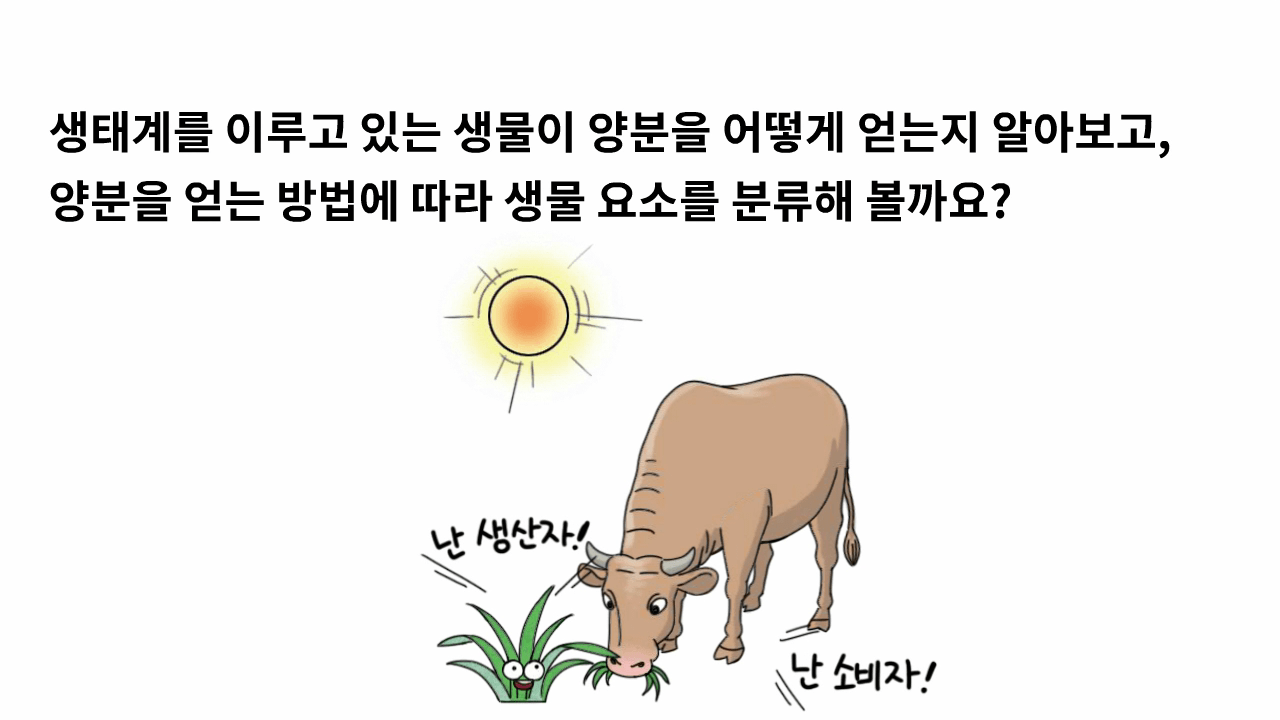 생태계를 이루고 있는 생물이 양분을 어떻게 얻는지 알아보고,
양분을 얻는 방법에 따라 생물 요소를 분류해 볼까요?
난 생산자!
난 소비자!